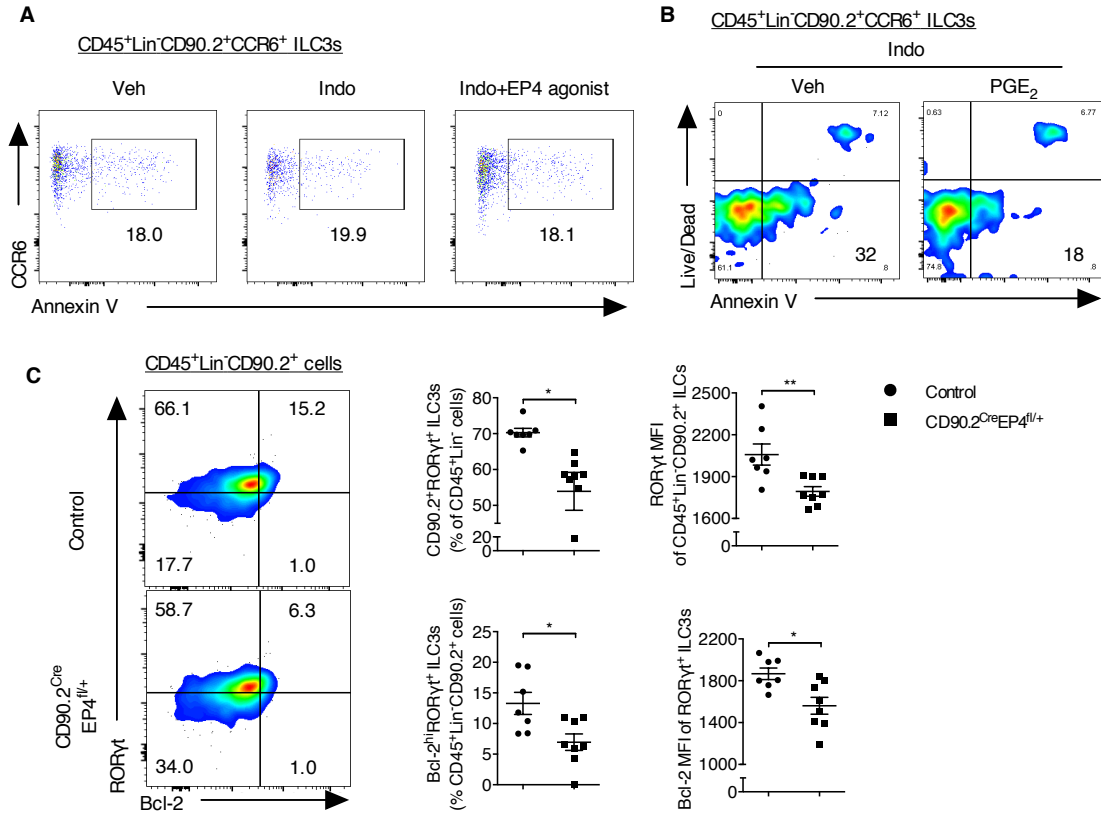 A
CD45⁺Lin⁻CD90.2⁺CCR6⁺ ILC3s
Veh
Indo
Indo+EP4 agonist
CCR6
18.0
19.9
18.1
Annexin V
B
CD45⁺Lin⁻CD90.2⁺CCR6⁺ ILC3s
Indo
Veh
PGE₂
Live/Dead
0
7.12
61.1
32
.8
0.63
6.77
74.8
18
.8
Annexin V
C
CD45⁺Lin⁻CD90.2⁺ cells
Control
66.1
15.2
17.7
1.0
CD90.2ᶜʳᵉ
EP4ᶠˡ/⁺
58.7
6.3
34.0
1.0
RORγt
Bcl-2
CD90.2⁺RORγt⁺ ILC3s
(% of CD45⁺Lin⁻ cells)
80
70
60
50
20
0
*
RORγt MFI
of CD45⁺Lin⁻CD90.2⁺ ILCs
2500
2200
1900
1600
0
**
Control
CD90.2ᶜʳᵉEP4ᶠˡ/⁺
Bcl-2ʰⁱRORγt⁺ ILC3s
(% CD45⁺Lin⁻CD90.2⁺ cells)
25
20
15
10
5
0
*
Bcl-2 MFI of RORγt⁺ ILC3s
2200
1800
1400
1000
0
*